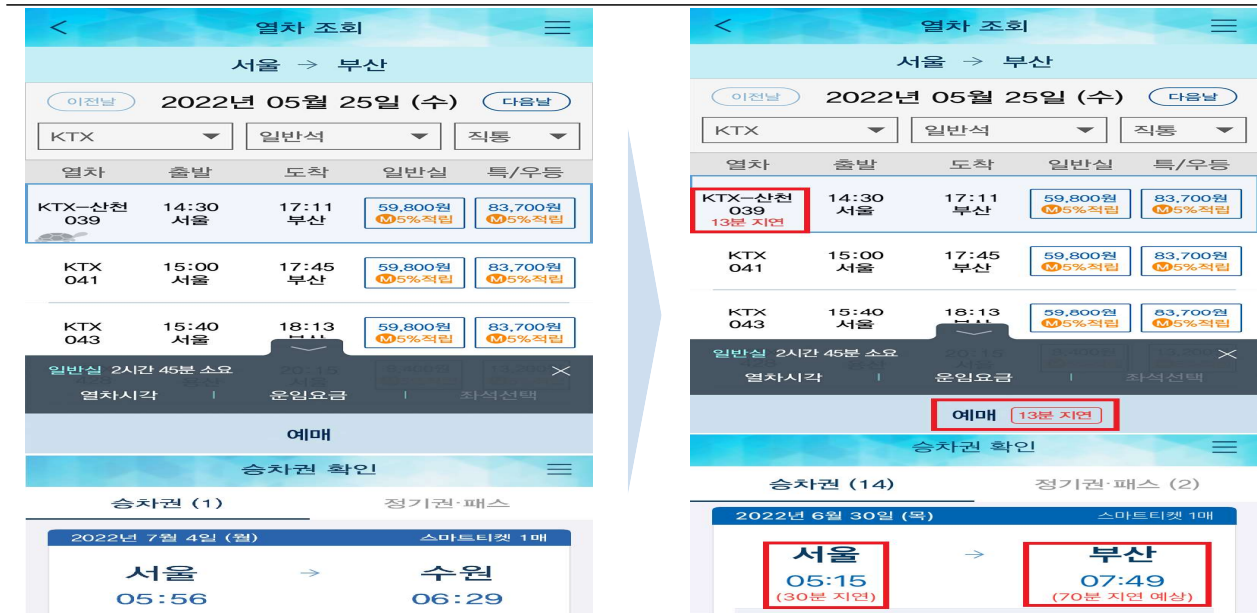 열차 조회
서울 → 부산
이전날 2022년 05월 25일 (수) 다음날
KTX 일반석 직통
열차 출발 도착 일반실 특/우등
KTX-산천 14:30 17:11 59,800원 83,700원
039 서울 부산 M5%적립 M5%적립
KTX 15:00 17:45 59,800원 83,700원
041 서울 부산 M5%적립 M5%적립
KTX 15:40 18:13 59,800원 83,700원
043 서울 M5%적립 M5%적립
일반실 2시간 45분 소요
열차시각 운임요금 좌석선택
예매
승차권 확인
승차권 (1) 정기권·패스
2022년 7월 4일 (월) 스마트티켓 1매
서울 → 수원
05:56 06:29
열차 조회
서울 → 부산
이전날 2022년 05월 25일 (수) 다음날
KTX 일반석 직통
열차 출발 도착 일반실 특/우등
KTX-산천 14:30 17:11 59,800원 83,700원
039 서울 부산 M5%적립 M5%적립
13분 지연
KTX 15:00 17:45 59,800원 83,700원
041 서울 부산 M5%적립 M5%적립
KTX 15:40 18:13 59,800원 83,700원
043 서울 M5%적립 M5%적립
일반실 2시간 45분 소요
열차시각 운임요금 좌석선택
예매 13분 지연
승차권 확인
승차권 (14) 정기권·패스 (2)
2022년 6월 30일 (목) 스마트티켓 1매
서울 → 부산
05:15 07:49
(30분 지연) (70분 지연 예상)